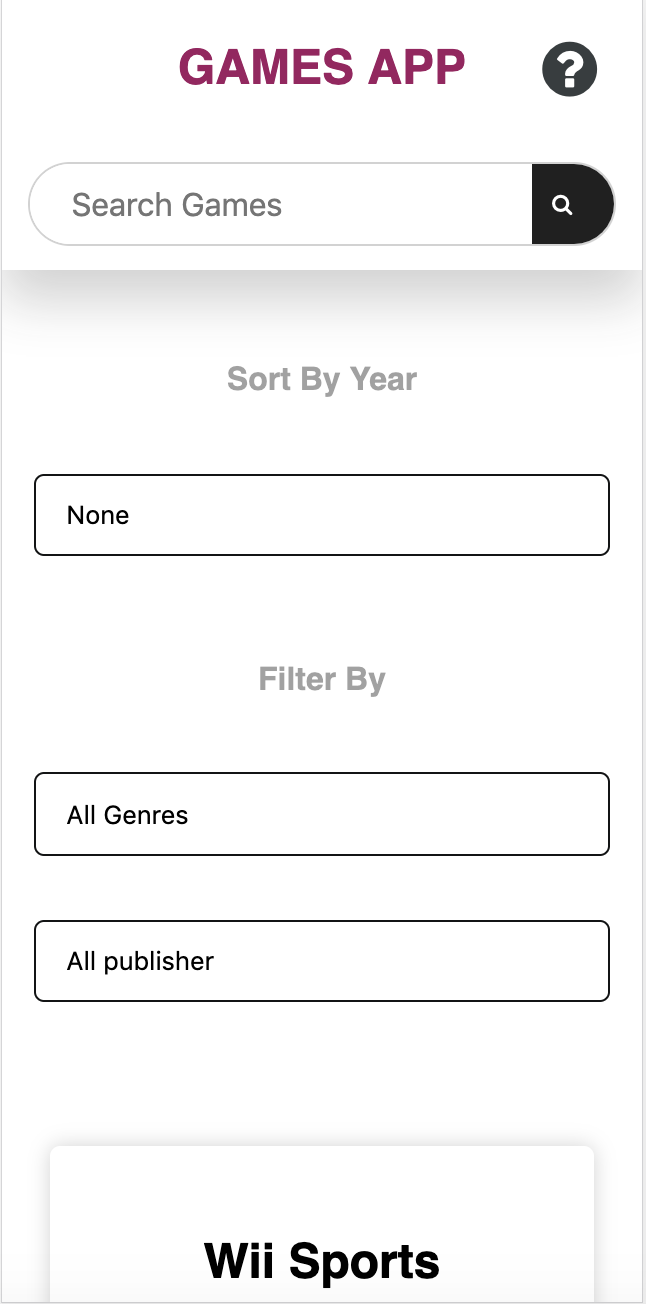 GAMES APP
Search Games
Sort By Year
None
Filter By
All Genres
All publisher
Wii Sports